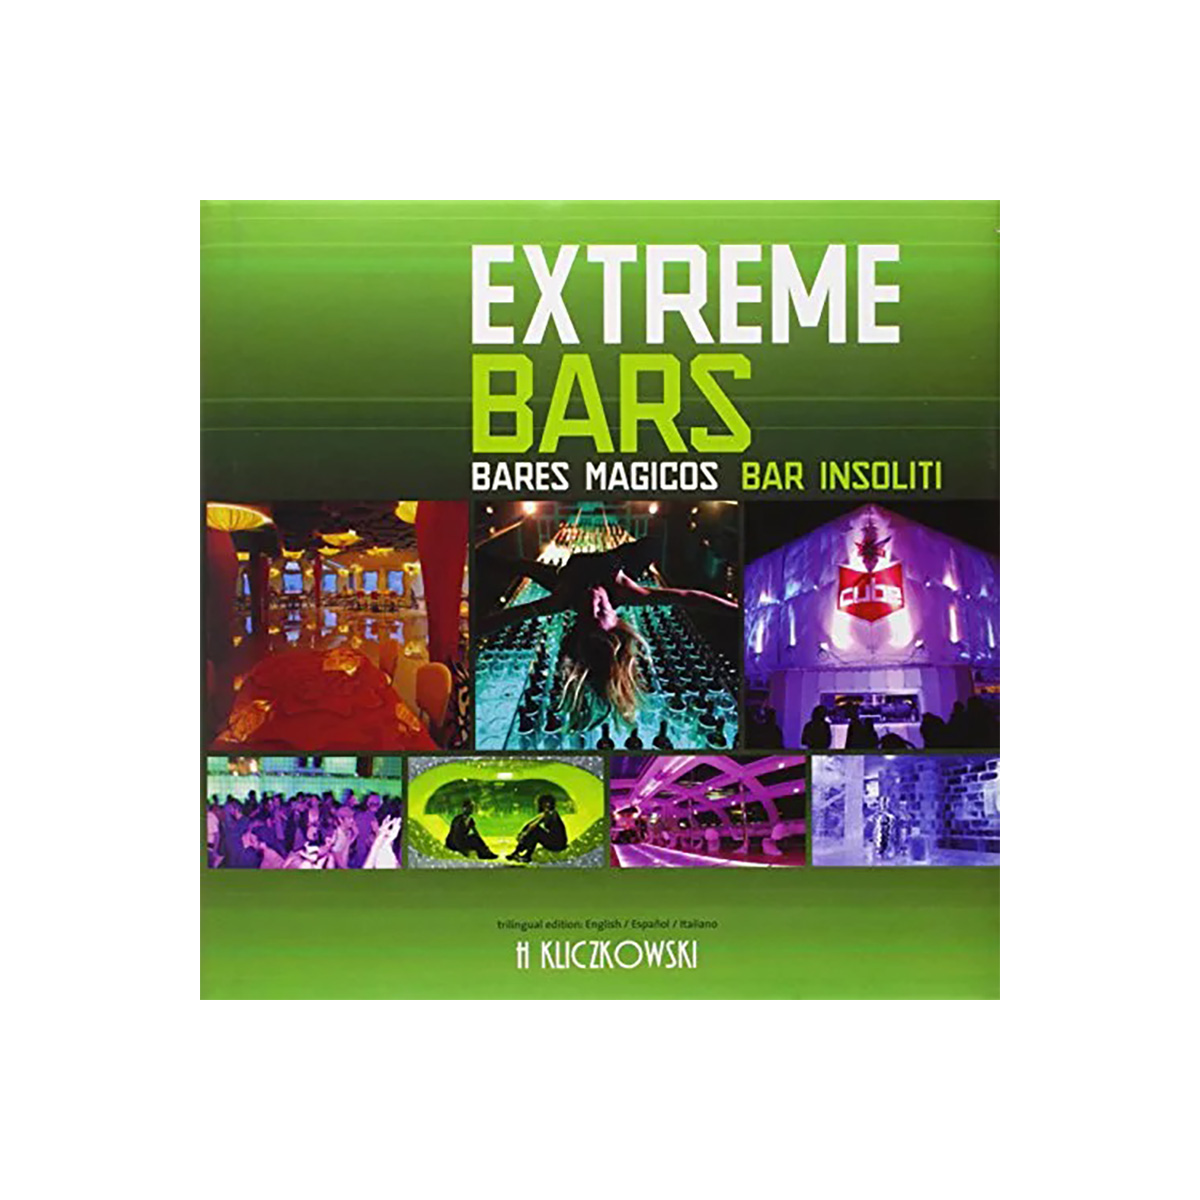 EXTREME
BARS
BARES MAGICOS BAR INSOLITI
CUBE
trilingual edition: English / Español / Italiano
H KLICZKOWSKI